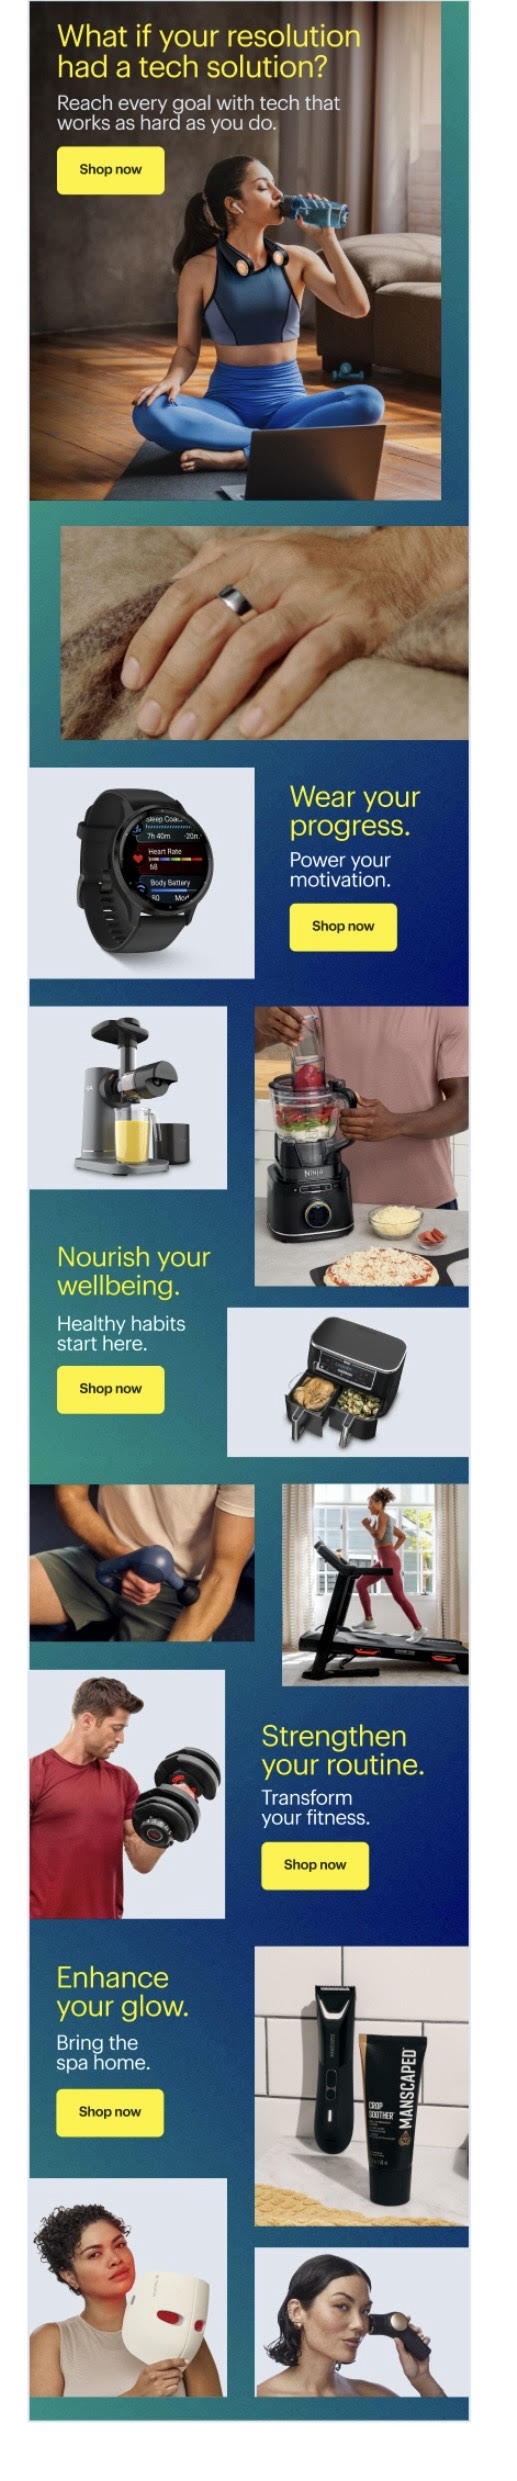 What if your resolution
had a tech solution?
Reach every goal with tech that
works as hard as you do.
Shop now
Wear your
progress.
Power your
motivation.
Shop now
Sleep Coac..
7h 40m
-20m
Heart Rate
68
Body Battery
80
NINJA
Nourish your
wellbeing.
Healthy habits
start here.
Shop now
Strengthen
your routine.
Transform
your fitness.
Shop now
Enhance
your glow.
Bring the
spa home.
Shop now
CROP
SOOTHER
MANSCAPED